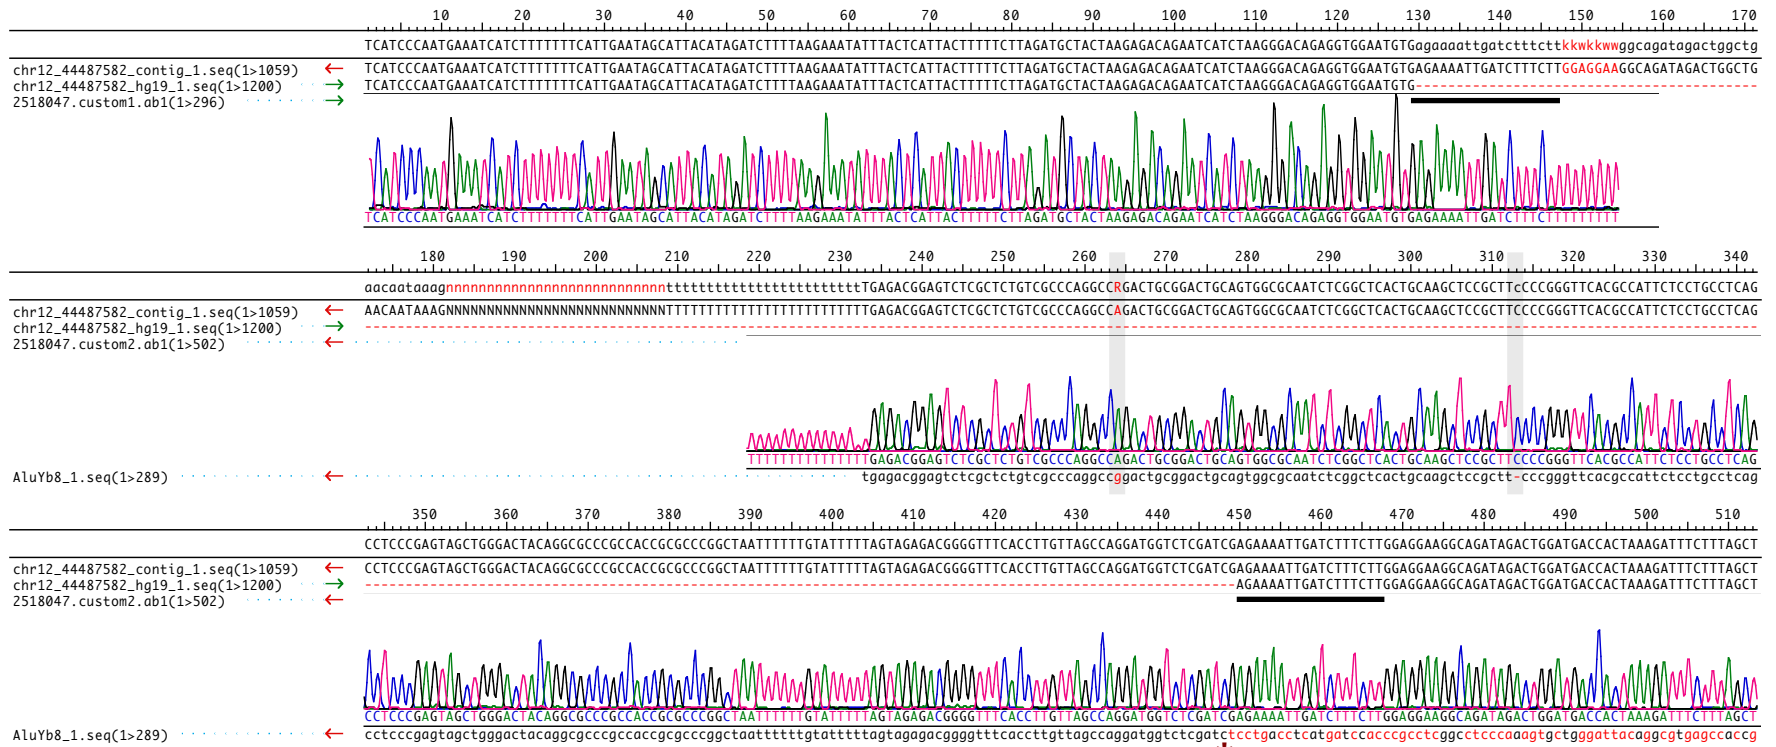 10 20 30 40 50 60 70 80 90 100 110 120 130 140 150 160 170
TCATCCCAATGAAATCATCTTTTTTTCATTGAATAGCATTACATAGATCTTTTAAGAAATATTTACTCATTACTTTTTCTTAGATGCTACTAAGAGACAGAATCATCTAAGGGACAGAGGTGGAATGTGagaaaattgatctttcttkkwkkwwggcagatagactggctg
chr12_44487582_contig_1.seq(1>1059) ← TCATCCCAATGAAATCATCTTTTTTTCATTGAATAGCATTACATAGATCTTTTAAGAAATATTTACTCATTACTTTTTCTTAGATGCTACTAAGAGACAGAATCATCTAAGGGACAGAGGTGGAATGTGAGAAAATTGATCTTTCTTGGAGGAAGGCAGATAGACTGGCTG
chr12_44487582_hg19_1.seq(1>1200) → TCATCCCAATGAAATCATCTTTTTTTCATTGAATAGCATTACATAGATCTTTTAAGAAATATTTACTCATTACTTTTTCTTAGATGCTACTAAGAGACAGAATCATCTAAGGGACAGAGGTGGAATGTG------------------------------------------
2518047.custom1.ab1(1>296) →
TCATCCCAATGAAATCATCTTTTTTTCATTGAATAGCATTACATAGATCTTTTAAGAAATATTTACTCATTACTTTTTCTTAGATGCTACTAAGAGACAGAATCATCTAAGGGACAGAGGTGGAATGTGAGAAAATTGATCTTTCTTTTTTTTT
180 190 200 210 220 230 240 250 260 270 280 290 300 310 320 330 340
aacaataaagnnnnnnnnnnnnnnnnnnnnnnnnnnnttttttttttttttttttttttttTGAGACGGAGTCTCGCTCTGTCGCCCAGGCCRGACTGCGGACTGCAGTGGCGCAATCTCGGCTCACTGCAAGCTCCGCTTcCCCGGGTTCACGCCATTCTCCTGCCTCAG
chr12_44487582_contig_1.seq(1>1059) ← AACAATAAAGNNNNNNNNNNNNNNNNNNNNNNNNNNNTTTTTTTTTTTTTTTTTTTTTTTTTGAGACGGAGTCTCGCTCTGTCGCCCAGGCCAGACTGCGGACTGCAGTGGCGCAATCTCGGCTCACTGCAAGCTCCGCTTCCCCGGGTTCACGCCATTCTCCTGCCTCAG
chr12_44487582_hg19_1.seq(1>1200) → ---------------------------------------------------------------------------------------------------------------------------------------------------------------------------
2518047.custom2.ab1(1>502) ←
TTTTTTTTTTTTTTTGAGACGGAGTCTCGCTCTGTCGCCCAGGCCAGACTGCGGACTGCAGTGGCGCAATCTCGGCTCACTGCAAGCTCCGCTTCCCCGGGTTCACGCCATTCTCCTGCCTCAG
AluYb8_1.seq(1>289) ← tgagacggagtctcgctctgtcgcccaggccggactgcggactgcagtggcgcaatctcggctcactgcaagctccgctt-cccgggttcacgccattctcctgcctcag
350 360 370 380 390 400 410 420 430 440 450 460 470 480 490 500 510
CCTCCCGAGTAGCTGGGACTACAGGCGCCCGCCACCGCGCCCGGCTAATTTTTTGTATTTTTAGTAGAGACGGGGTTTCACCTTGTTAGCCAGGATGGTCTCGATCGAGAAAATTGATCTTTCTTGGAGGAAGGCAGATAGACTGGATGACCACTAAAGATTTCTTTAGCT
chr12_44487582_contig_1.seq(1>1059) ← CCTCCCGAGTAGCTGGGACTACAGGCGCCCGCCACCGCGCCCGGCTAATTTTTTGTATTTTTAGTAGAGACGGGGTTTCACCTTGTTAGCCAGGATGGTCTCGATCGAGAAAATTGATCTTTCTTGGAGGAAGGCAGATAGACTGGATGACCACTAAAGATTTCTTTAGCT
chr12_44487582_hg19_1.seq(1>1200) → -----------------------------------------------------------------------------------------------------------AGAAAATTGATCTTTCTTGGAGGAAGGCAGATAGACTGGATGACCACTAAAGATTTCTTTAGCT
2518047.custom2.ab1(1>502) ←
CCTCCCGAGTAGCTGGGACTACAGGCGCCCGCCACCGCGCCCGGCTAATTTTTTGTATTTTTAGTAGAGACGGGGTTTCACCTTGTTAGCCAGGATGGTCTCGATCGAGAAAATTGATCTTTCTTGGAGGAAGGCAGATAGACTGGATGACCACTAAAGATTTCTTTAGCT
AluYb8_1.seq(1>289) ← cctcccgagtagctgggactacaggcgcccgccaccgcgcccggctaattttttgtatttttagtagagacggggtttcaccttgttagccaggatggtctcgatctcctgacctcatgatccacccgcctcggcctcccaaagtgctgggattacaggcgtgagccaccg